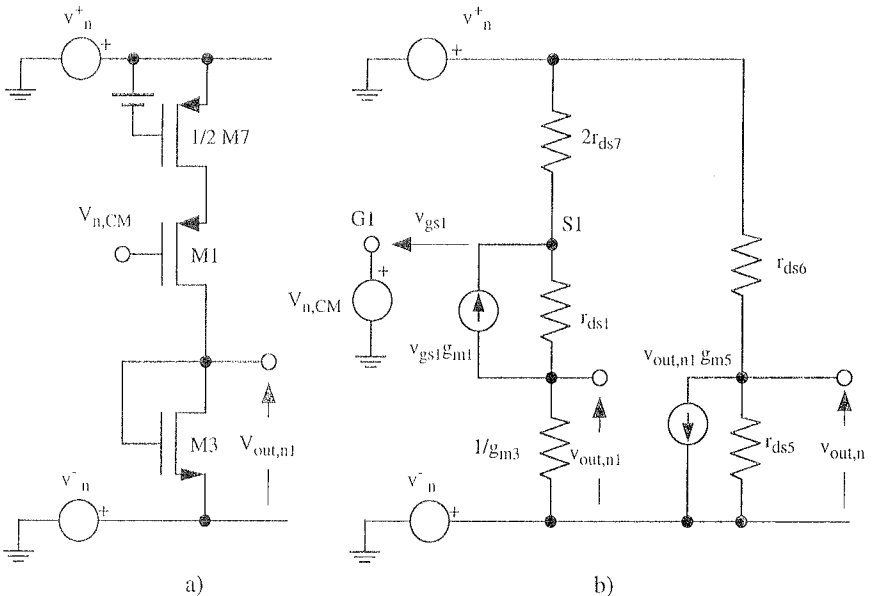 v⁺n
+
1/2 M7
Vn,CM
M1
M3
Vout,n1
v⁻n
+
a)
v⁺n
+
2rds7
G1
vgs1
S1
+
Vn,CM
rds1
rds6
vgs1gm1
vout,n1 gm5
1/gm3
vout,n1
rds5
vout,n
v⁻n
+
b)